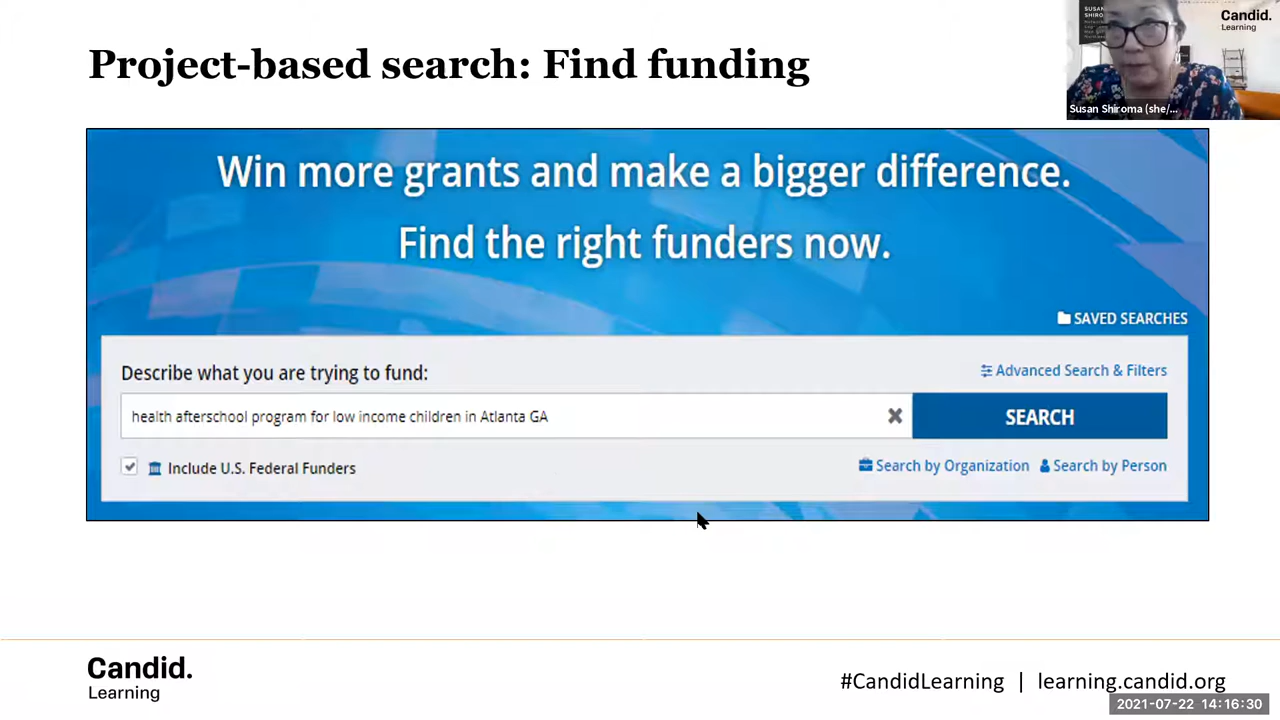 Project-based search: Find funding
SUSAN
SHIRO
Candid.
Learning
Susan Shiroma (she/...
Win more grants and make a bigger difference.
Find the right funders now.
SAVED SEARCHES
Describe what you are trying to fund:
Advanced Search & Filters
health afterschool program for low income children in Atlanta GA
SEARCH
Include U.S. Federal Funders
Search by Organization
Search by Person
Candid.
Learning
#CandidLearning | learning.candid.org
2021-07-22 14:16:30